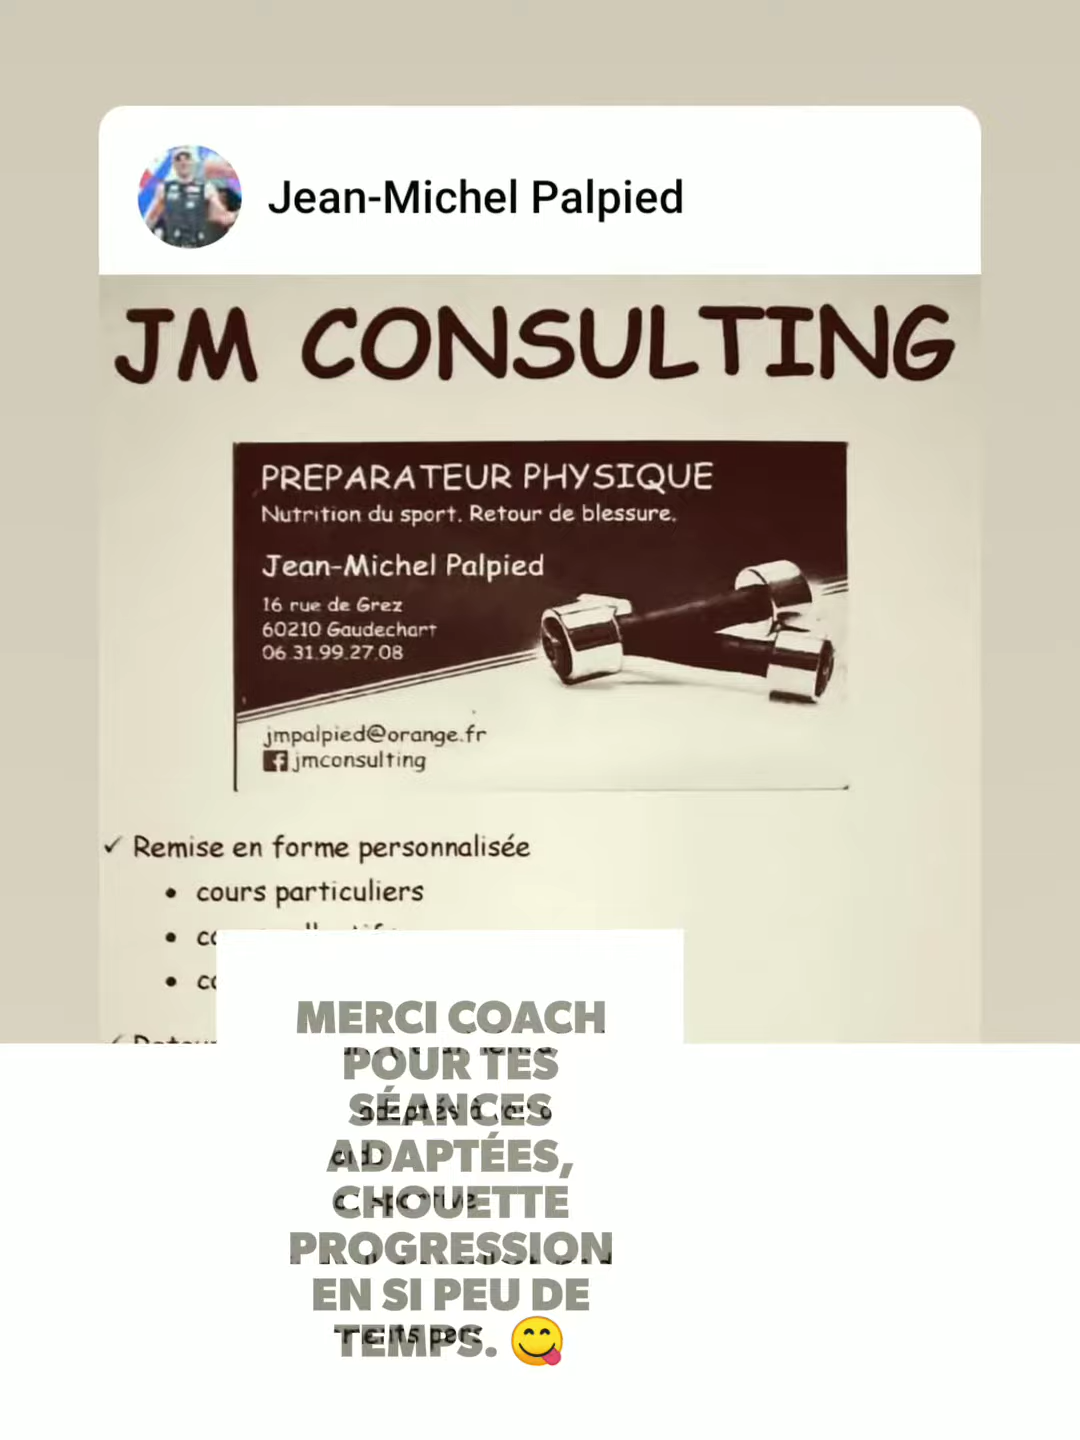 Jean-Michel Palpied
JM CONSULTING
PREPARATEUR PHYSIQUE
Nutrition du sport. Retour de blessure.
Jean-Michel Palpied
16 rue de Grez
60210 Gaudechart
06.31.99.27.08
jmpalpied@orange.fr
jmconsulting
✓ Remise en forme personnalisée
• cours particuliers
MERCI COACH
POUR TES
SÉANCES
ADAPTÉES,
CHOUETTE
PROGRESSION
EN SI PEU DE
TEMPS. 😋